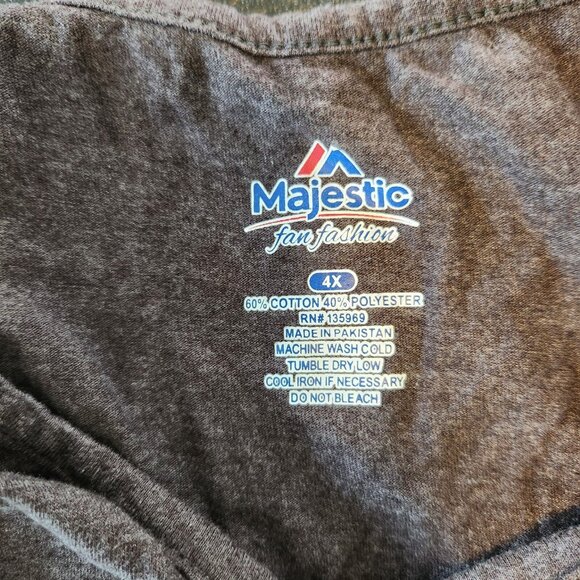 Majestic
fan fashion
4X
60% COTTON 40% POLYESTER
RN# 135969
MADE IN PAKISTAN
MACHINE WASH COLD
TUMBLE DRY LOW
COOL IRON IF NECESSARY
DO NOT BLEACH